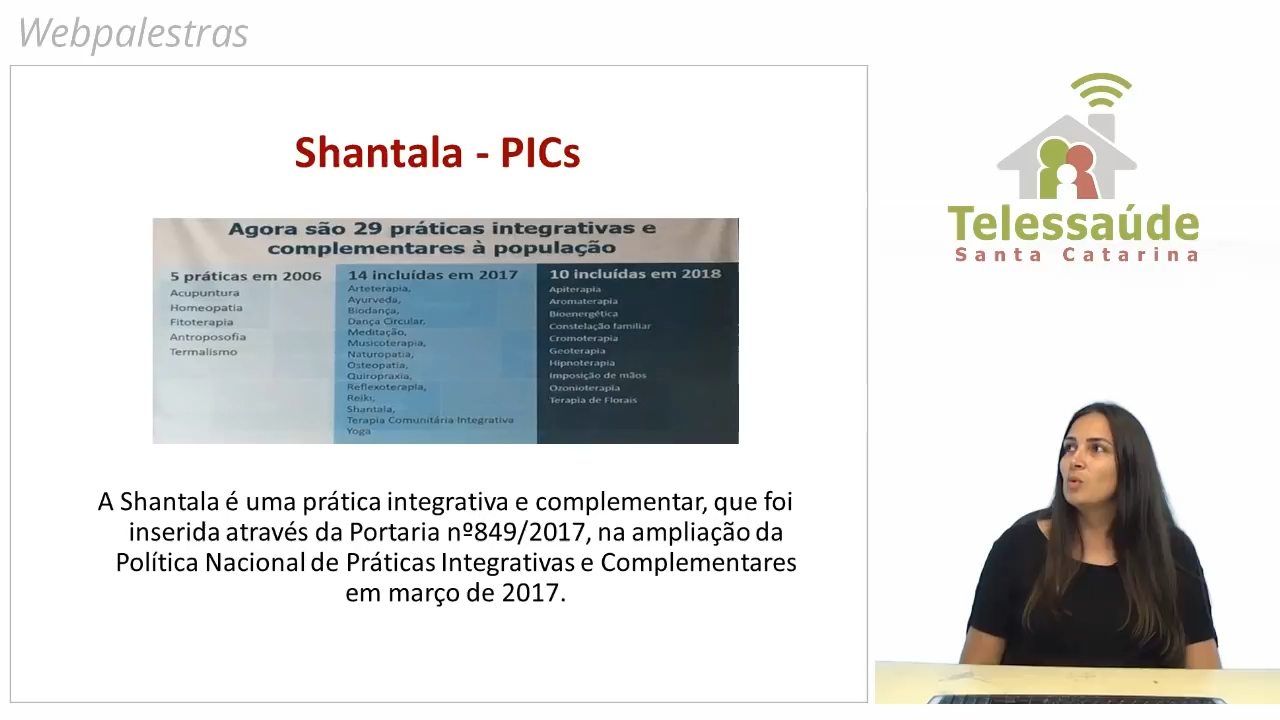 Webpalestras
Shantala - PICs
Agora são 29 práticas integrativas e
complementares à população
5 práticas em 2006
Acupuntura
Homeopatia
Fitoterapia
Antroposofia
Termalismo
14 incluídas em 2017
Arteterapia,
Ayurveda,
Biodança,
Dança Circular,
Meditação,
Musicoterapia,
Naturopatia,
Osteopatia,
Quiropraxia,
Reflexoterapia,
Reiki,
Shantala,
Terapia Comunitária Integrativa
Yoga
10 incluídas em 2018
Apiterapia
Aromaterapia
Bioenergética
Constelação familiar
Cromoterapia
Geoterapia
Hipnoterapia
Imposição de mãos
Ozonioterapia
Terapia de Florais
A Shantala é uma prática integrativa e complementar, que foi
inserida através da Portaria nº849/2017, na ampliação da
Política Nacional de Práticas Integrativas e Complementares
em março de 2017.
Telessaúde
Santa Catarina